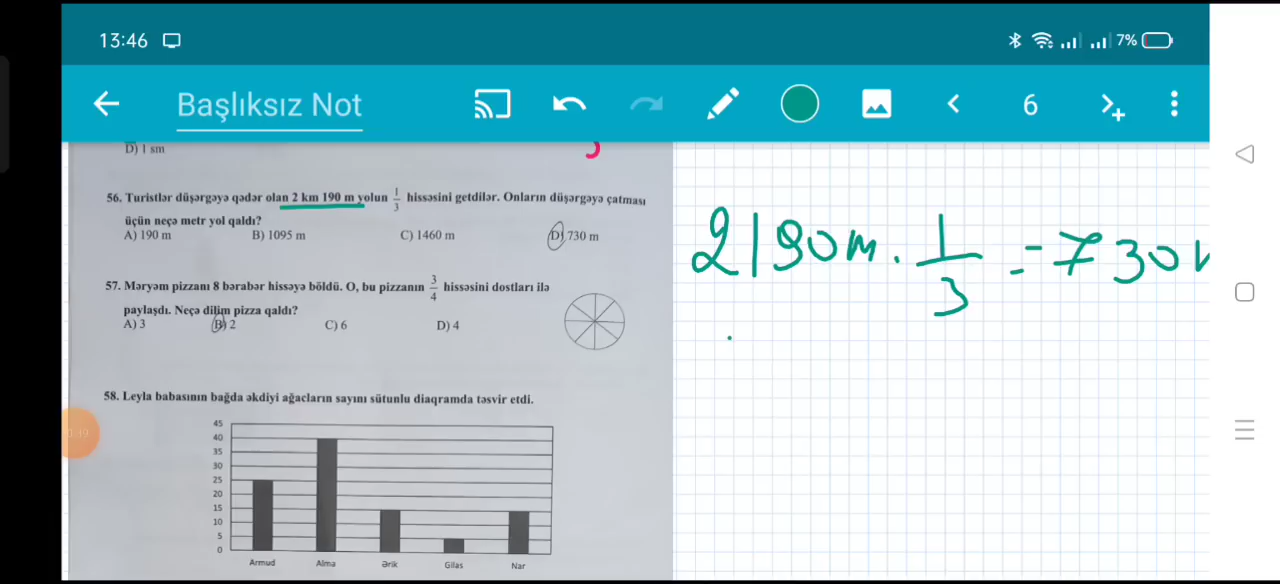 13:46
7%
Başlıksız Not
6
D) 1 sm
56. Turistlər düşərgəyə qədər olan 2 km 190 m yolun 1/3 hissəsini getdilər. Onların düşərgəyə çatması
üçün neçə metr yol qaldı?
A) 190 m B) 1095 m C) 1460 m D) 730 m
57. Məryəm pizzanı 8 bərabər hissəyə böldü. O, bu pizzanın 3/4 hissəsini dostları ilə
paylaşdı. Neçə dilim pizza qaldı?
A) 3 B) 2 C) 6 D) 4
58. Leyla babasının bağda əkdiyi ağacların sayını sütunlu diaqramda təsvir etdi.
45
40
35
30
25
20
15
10
5
0
Armud Alma Ərik Gilas Nar
2190m . 1/3 = 730